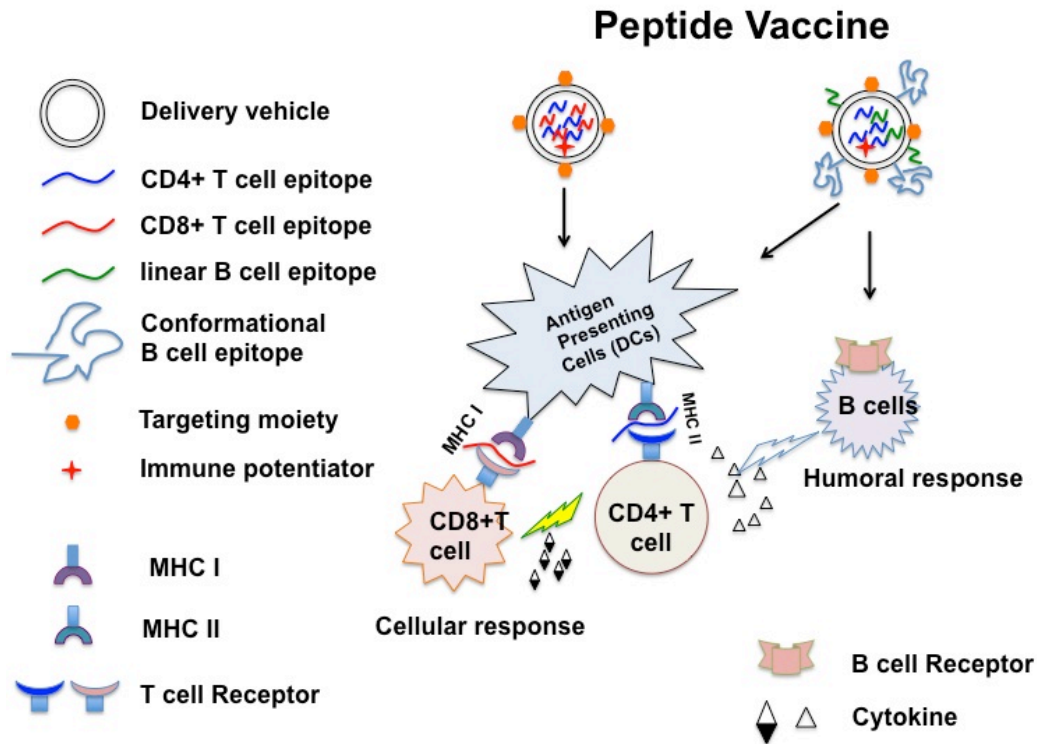 Peptide Vaccine
Delivery vehicle
CD4+ T cell epitope
CD8+ T cell epitope
linear B cell epitope
Conformational
B cell epitope
Targeting moiety
Immune potentiator
MHC I
MHC II
T cell Receptor
Antigen
Presenting
Cells (DCs)
MHC I
MHC II
CD8+T
cell
CD4+ T
cell
B cells
Humoral response
Cellular response
B cell Receptor
Cytokine